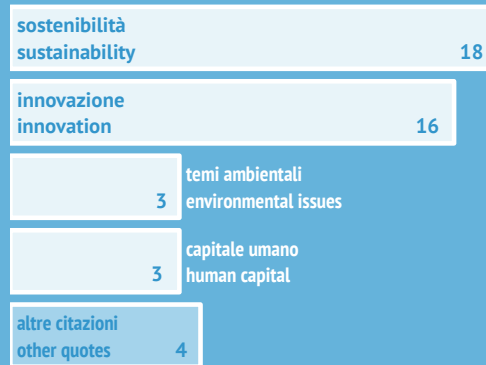 sostenibilità
sustainability 18
innovazione
innovation 16
temi ambientali
3 environmental issues
capitale umano
3 human capital
altre citazioni
other quotes 4